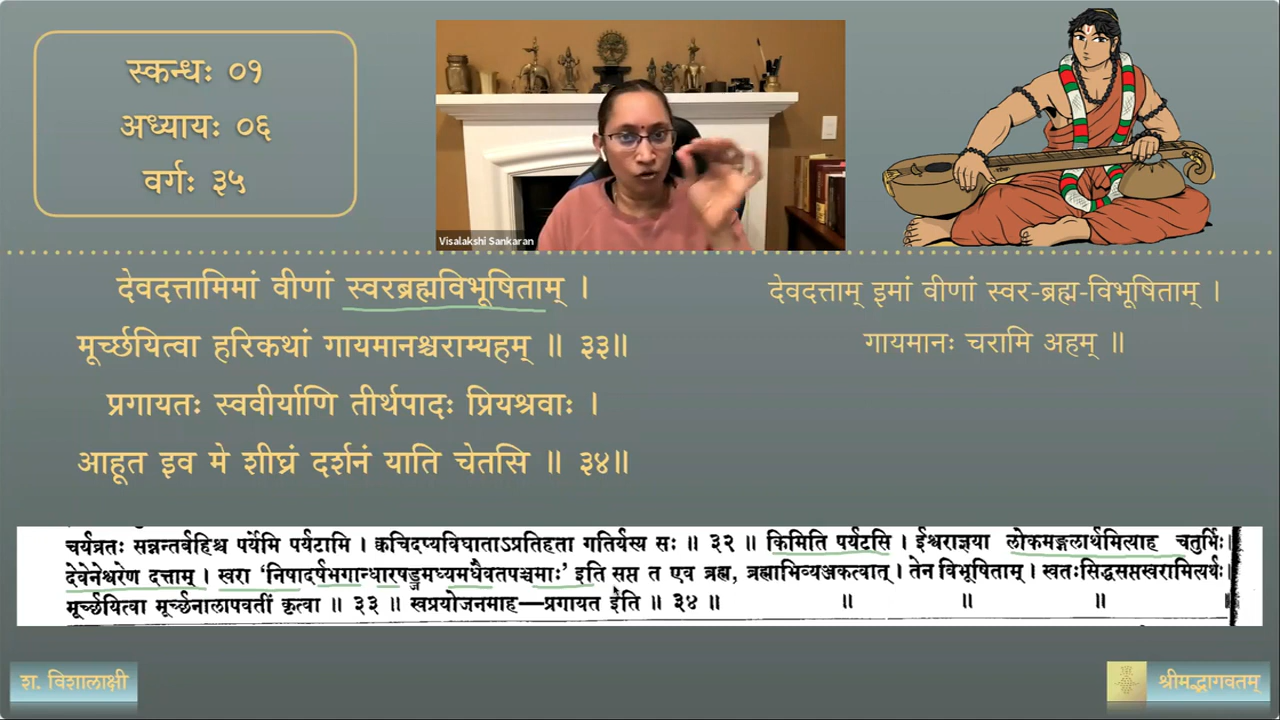 स्कन्धः ०१
अध्यायः ०६
वर्गः ३५
Visalakshi Sankaran
देवदत्तामिमां वीणां स्वरब्रह्मविभूषिताम् ।
मूर्च्छयित्वा हरिकथां गायमानश्चराम्यहम् ॥ ३३॥
प्रगायतः स्ववीर्याणि तीर्थपादः प्रियश्रवाः ।
आहूत इव मे शीघ्रं दर्शनं याति चेतसि ॥ ३४॥
देवदत्ताम् इमां वीणां स्वर-ब्रह्म-विभूषिताम् ।
गायमानः चरामि अहम् ॥
चर्यव्रतः सन्नन्तर्बहिश्च पर्येमि पर्यटामि । क्वचिदप्यविघाताऽप्रतिहता गतिर्यस्य सः ॥ ३२ ॥ किमिति पर्यटसि । ईश्वराज्ञया लोकमङ्गलार्थमित्याह चतुर्भिः।
देवेनेश्वरेण दत्ताम् । स्वरा ‘निषादर्षभगान्धारषड्जमध्यमधैवतपञ्चमाः’ इति सप्त त एव ब्रह्म, ब्रह्माभिव्यञ्जकत्वात् । तेन विभूषिताम् । स्वतःसिद्धसप्तस्वरामित्यर्थः।
मूर्च्छयित्वा मूर्च्छनालापवतीं कृत्वा ॥ ३३ ॥ स्वप्रयोजनमाह—प्रगायत इति ॥ ३४ ॥ ॥ ॥ ॥ ॥
श. विशालाक्षी
श्रीमद्भागवतम्